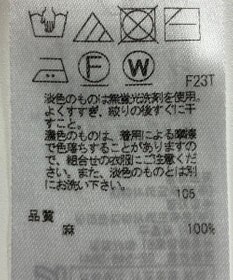 F
W
F23T
淡色のものは無蛍光洗剤を使用。
よくすすぎ、絞りの後すぐに干
すこと。
濃色のものは、着用による摩擦
で色落ちすることがありますの
で、組合せの衣服にご注意くだ
さい。また、淡色のものとは別
にお洗い下さい。
105
品質
麻 100%